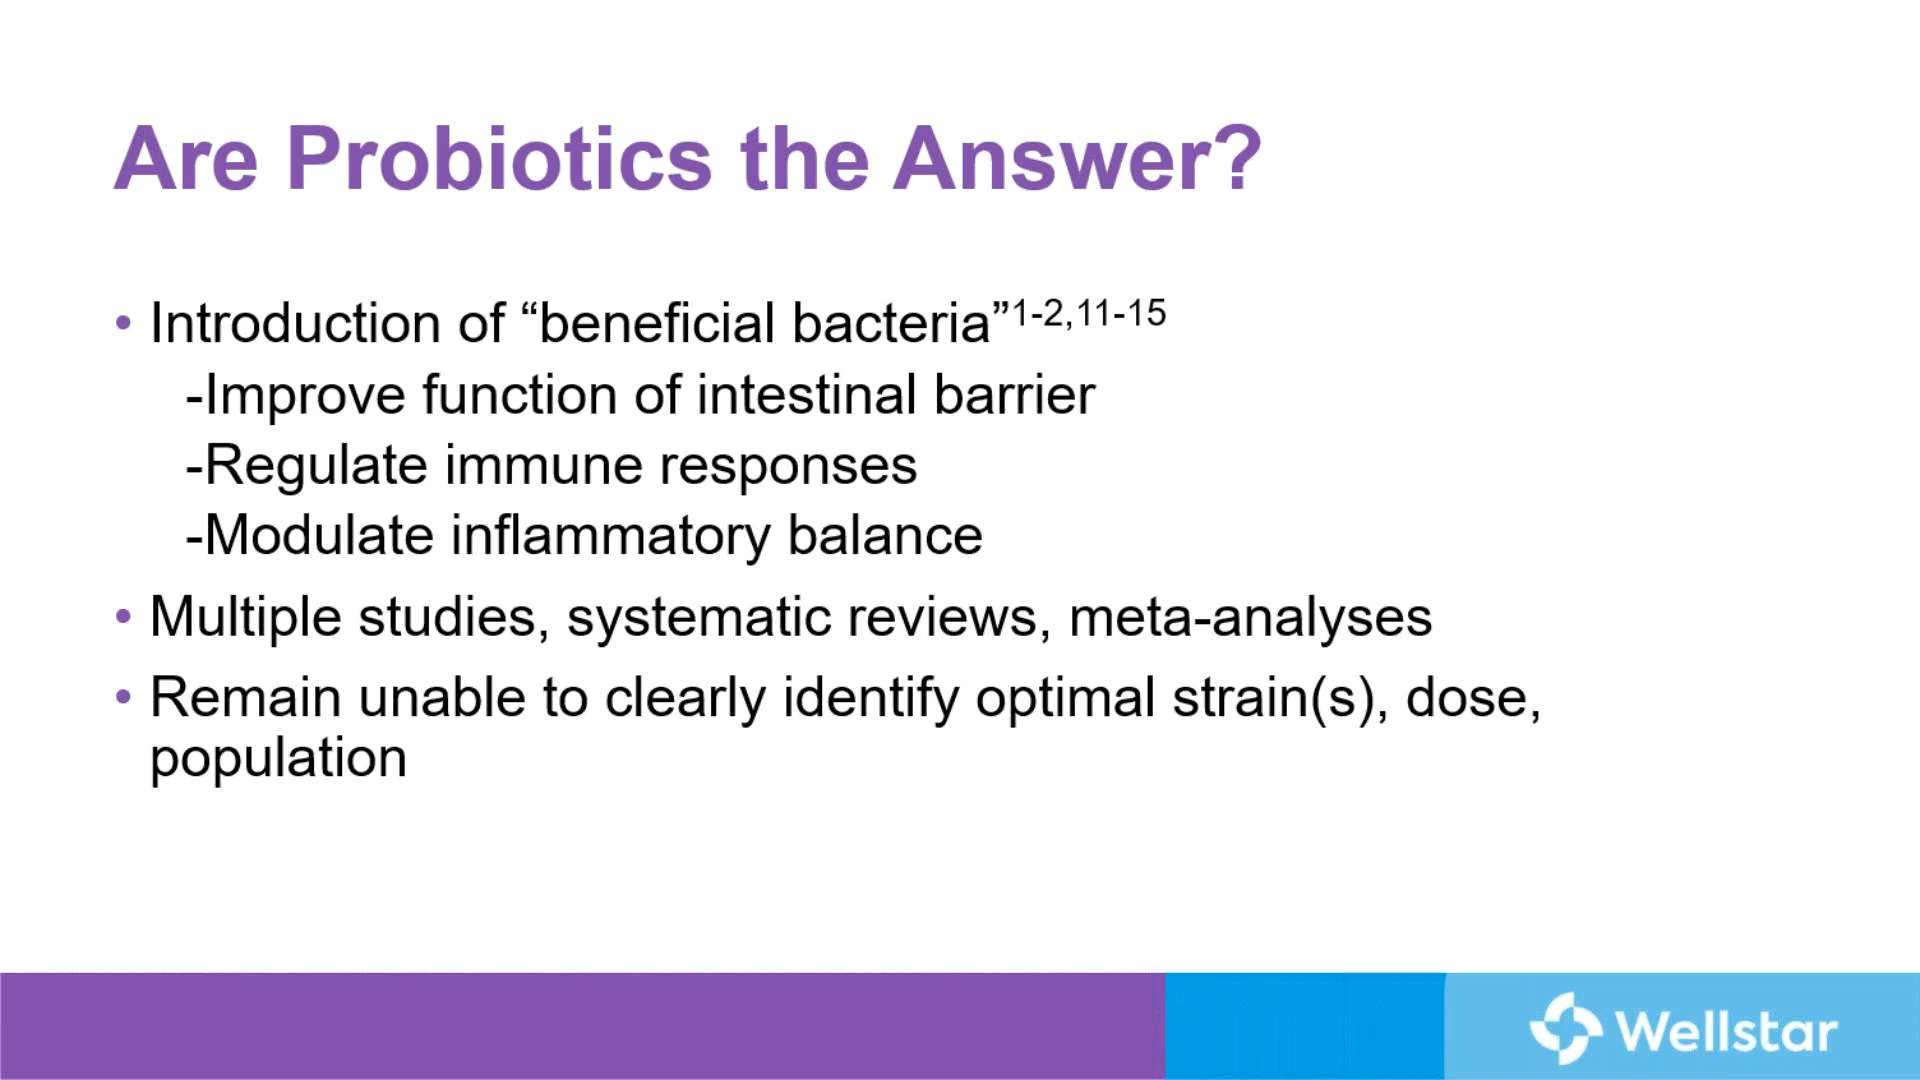 Are Probiotics the Answer?
• Introduction of “beneficial bacteria”1-2,11-15
-Improve function of intestinal barrier
-Regulate immune responses
-Modulate inflammatory balance
• Multiple studies, systematic reviews, meta-analyses
• Remain unable to clearly identify optimal strain(s), dose,
population
Wellstar